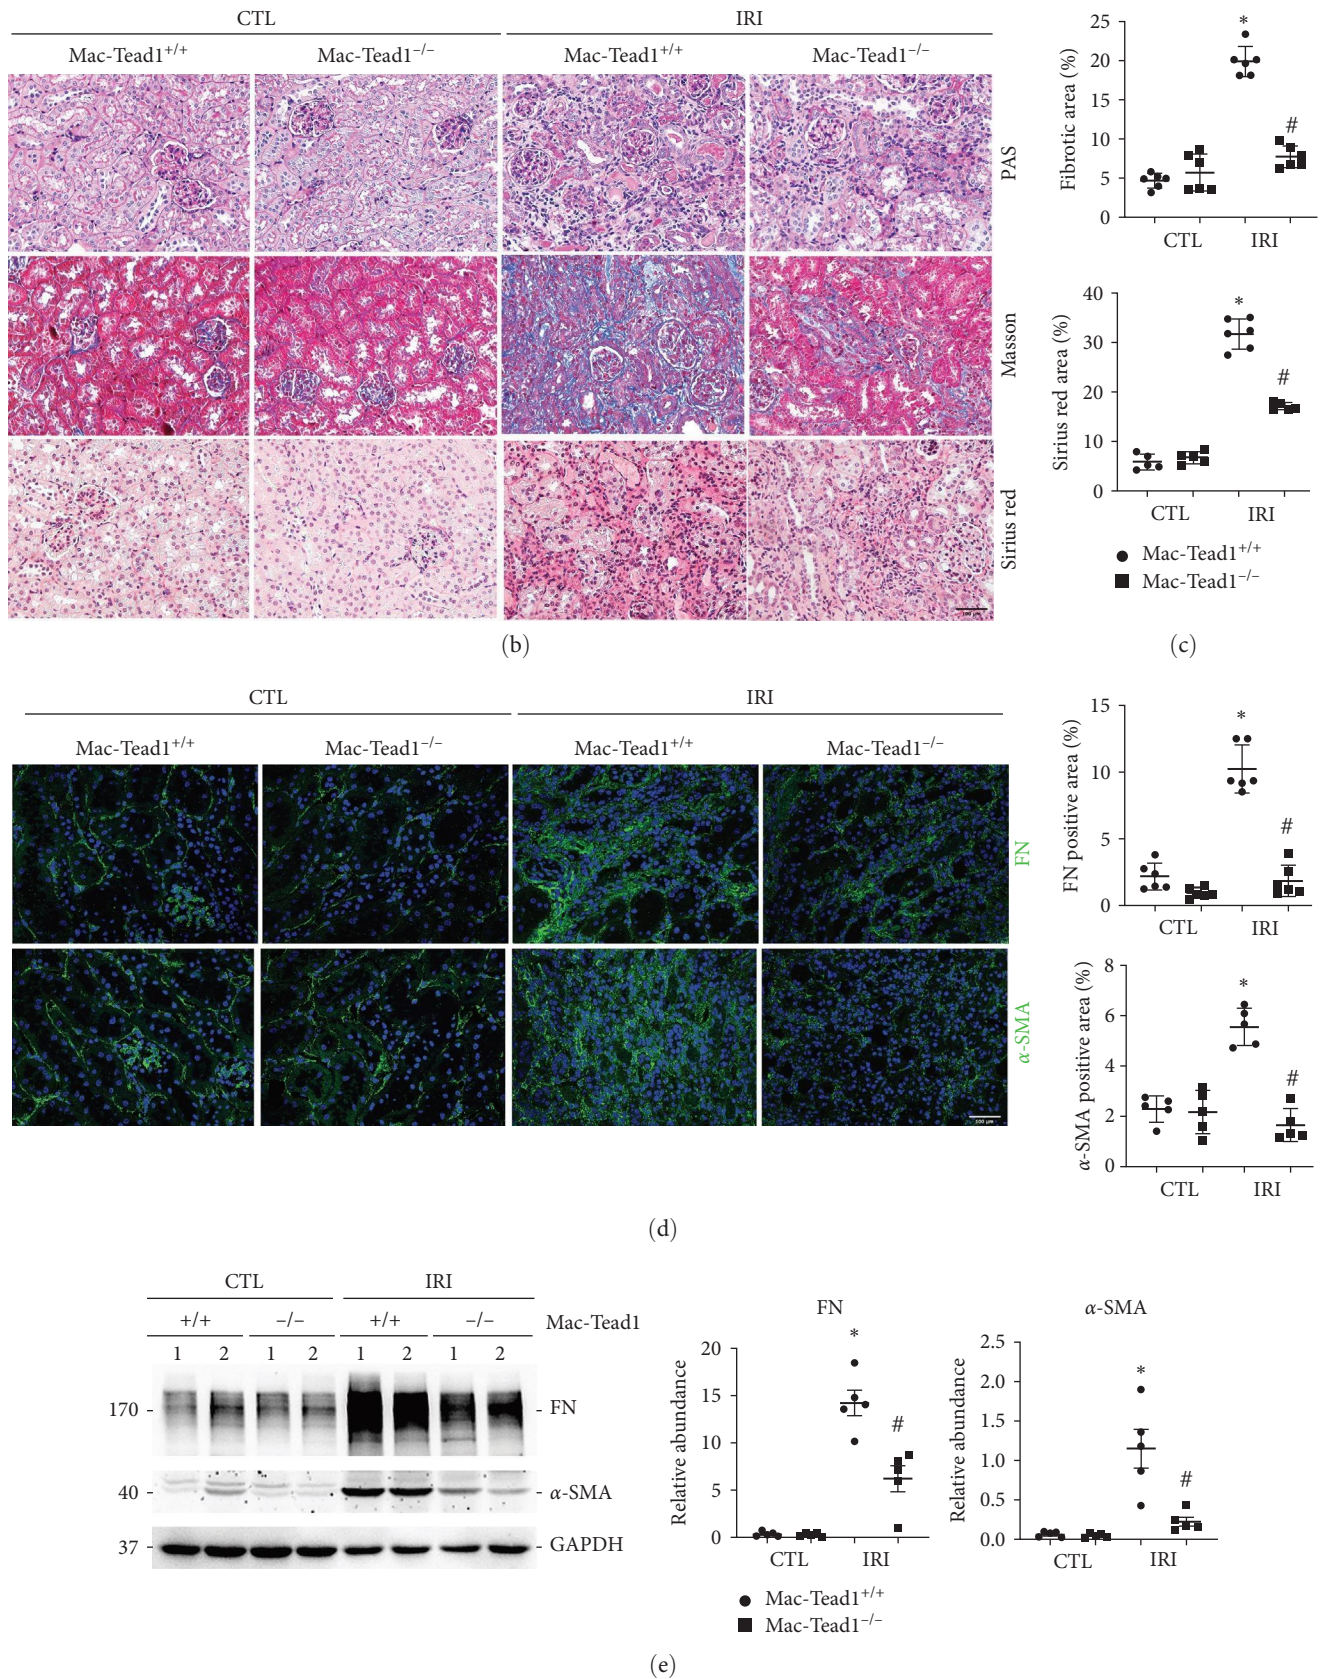 CTL IRI
Mac-Tead1+/+ Mac-Tead1−/− Mac-Tead1+/+ Mac-Tead1−/−
PAS
Masson
Sirius red
100 µm
(b)
Fibrotic area (%)
25
20
15
10
5
0
*
#
CTL IRI
Sirius red area (%)
40
30
20
10
0
*
#
CTL IRI
Mac-Tead1+/+
Mac-Tead1−/−
(c)
CTL IRI
Mac-Tead1+/+ Mac-Tead1−/− Mac-Tead1+/+ Mac-Tead1−/−
FN
α-SMA
100 µm
FN positive area (%)
15
10
5
0
*
#
CTL IRI
α-SMA positive area (%)
8
6
4
2
0
*
#
CTL IRI
(d)
CTL IRI
+/+ −/− +/+ −/− Mac-Tead1
1 2 1 2 1 2 1 2
170 FN
40 α-SMA
37 GAPDH
FN
Relative abundance
20
15
10
5
0
*
#
CTL IRI
α-SMA
Relative abundance
2.5
2.0
1.5
1.0
0.5
0.0
*
#
CTL IRI
Mac-Tead1+/+
Mac-Tead1−/−
(e)